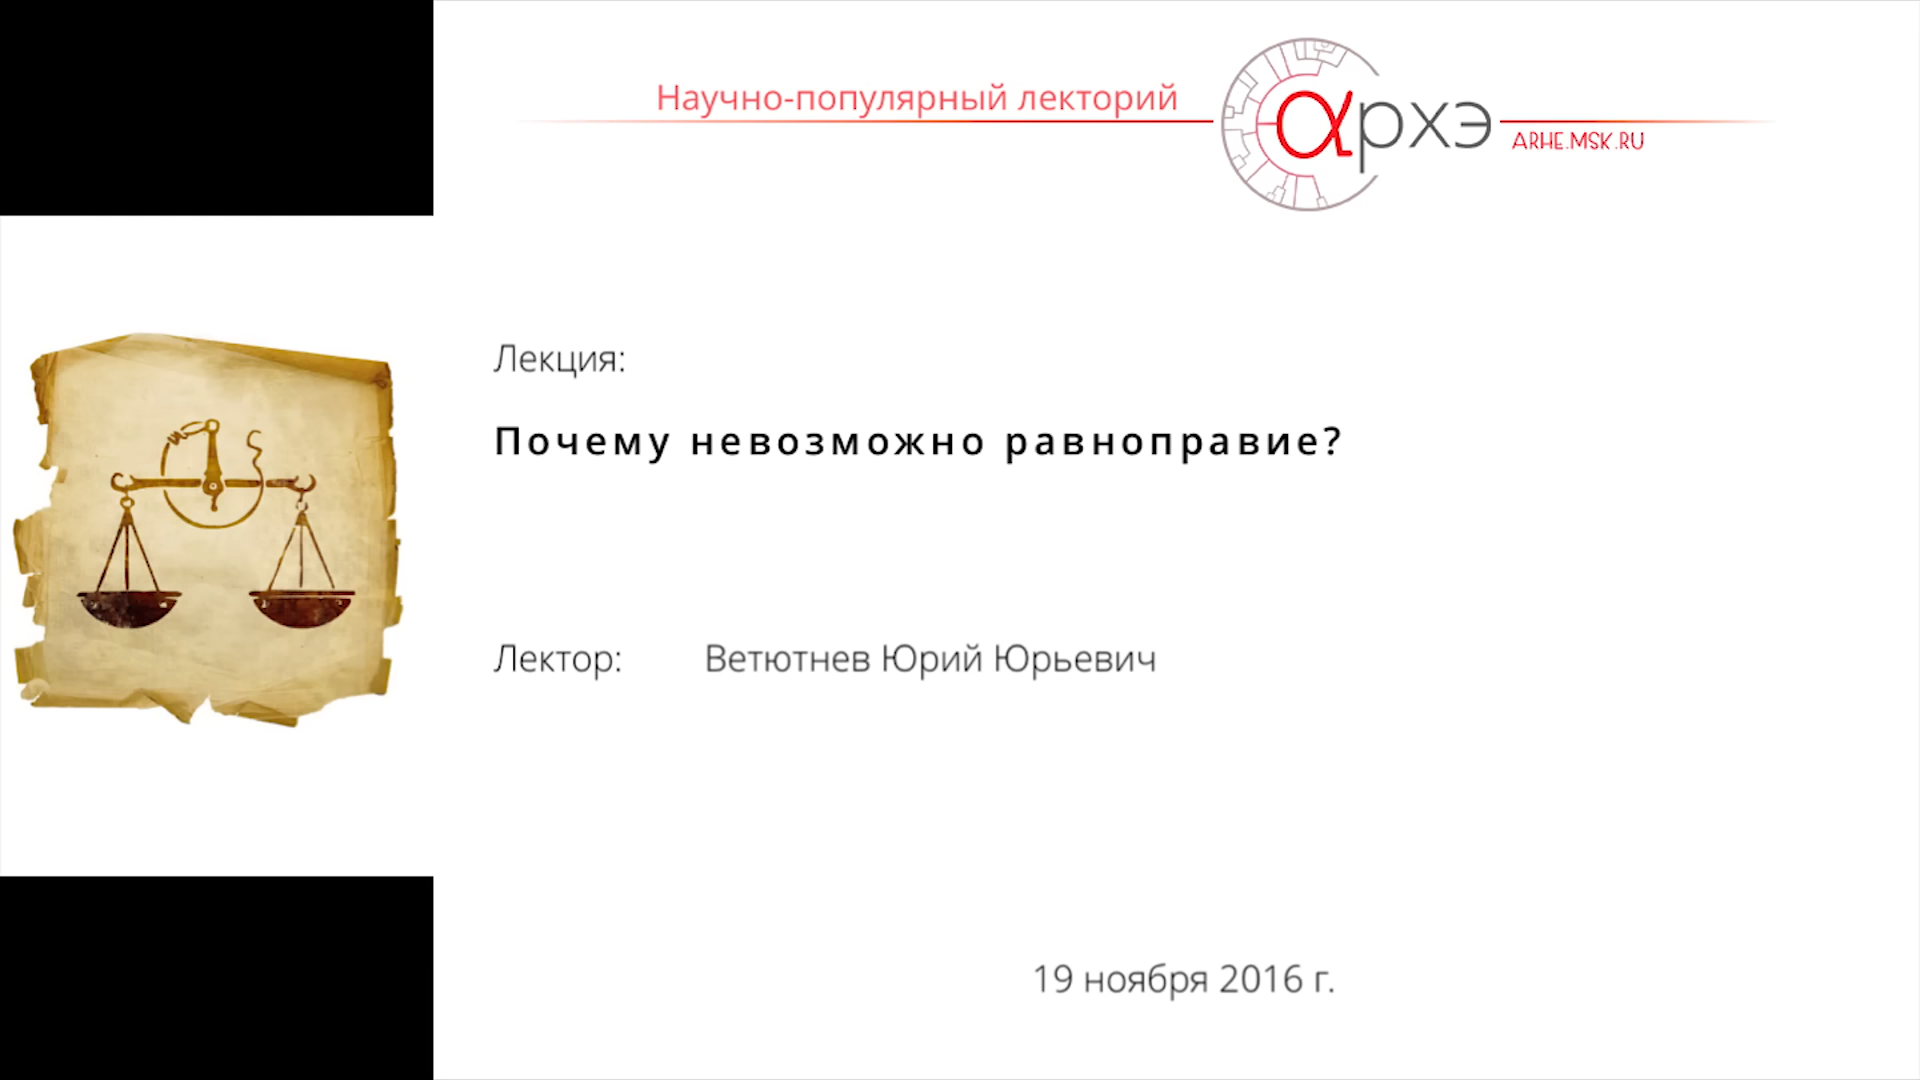 Научно-популярный лекторий
αрхэ
ARHE.MSK.RU
Лекция:
Почему невозможно равноправие?
Лектор: Ветютнев Юрий Юрьевич
19 ноября 2016 г.